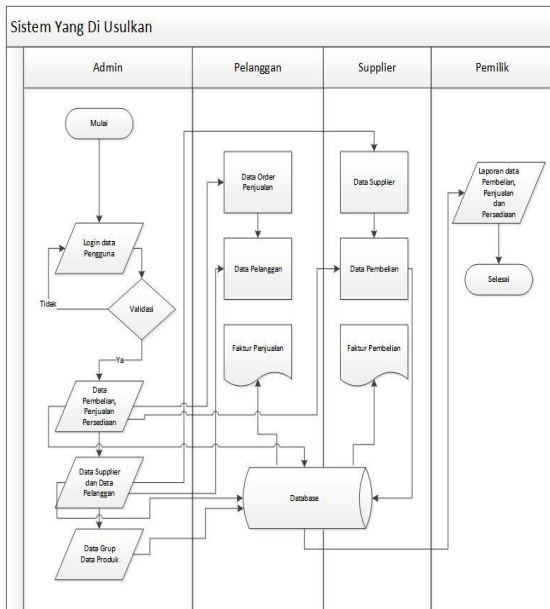 Sistem Yang Di Usulkan
Admin
Pelanggan
Supplier
Pemilik
Mulai
Login data
Pengguna
Validasi
Tidak
Ya
Data
Pembelian,
Penjualan
Persediaan
Data Supplier
dan Data
Pelanggan
Data Grup
Data Produk
Data Order
Penjualan
Data Pelanggan
Faktur Penjualan
Data Supplier
Data Pembelian
Faktur Pembelian
Database
Laporan data
Pembelian,
Penjualan
dan
Persediaan
Selesai